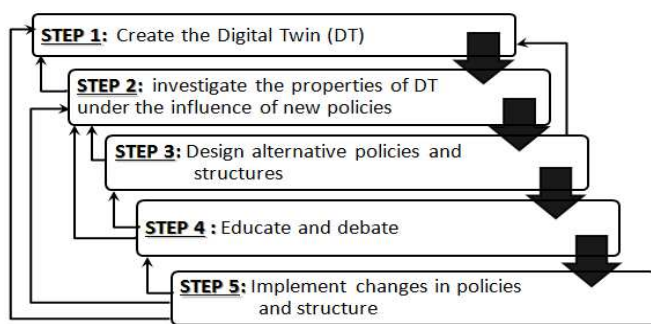 STEP 1: Create the Digital Twin (DT)
STEP 2: investigate the properties of DT
under the influence of new policies
STEP 3: Design alternative policies and
structures
STEP 4 : Educate and debate
STEP 5: Implement changes in policies
and structure